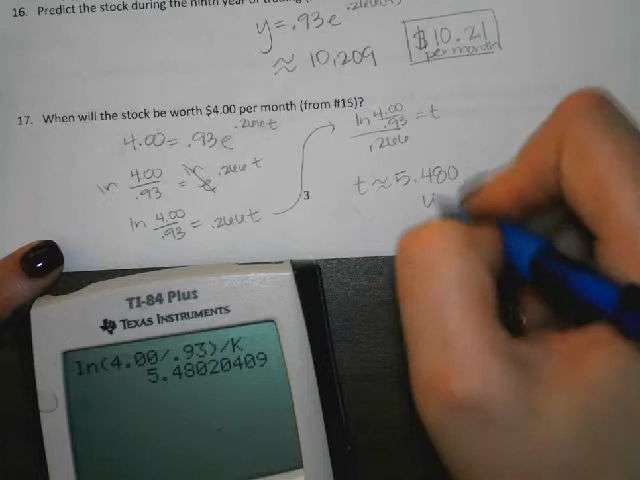 16. Predict the stock during the ninth year of
y = .93e
≈ 10.209
$10.21
per month
17. When will the stock be worth $4.00 per month (from #15)?
4.00 = .93e^.266t
ln 4.00/.93 = ln e^.266t
ln 4.00/.93 = .266t
ln 4.00/.93 / .266 = t
t ≈ 5.480
3
TI-84 Plus
TEXAS INSTRUMENTS
ln(4.00/.93)/K
5.48020409